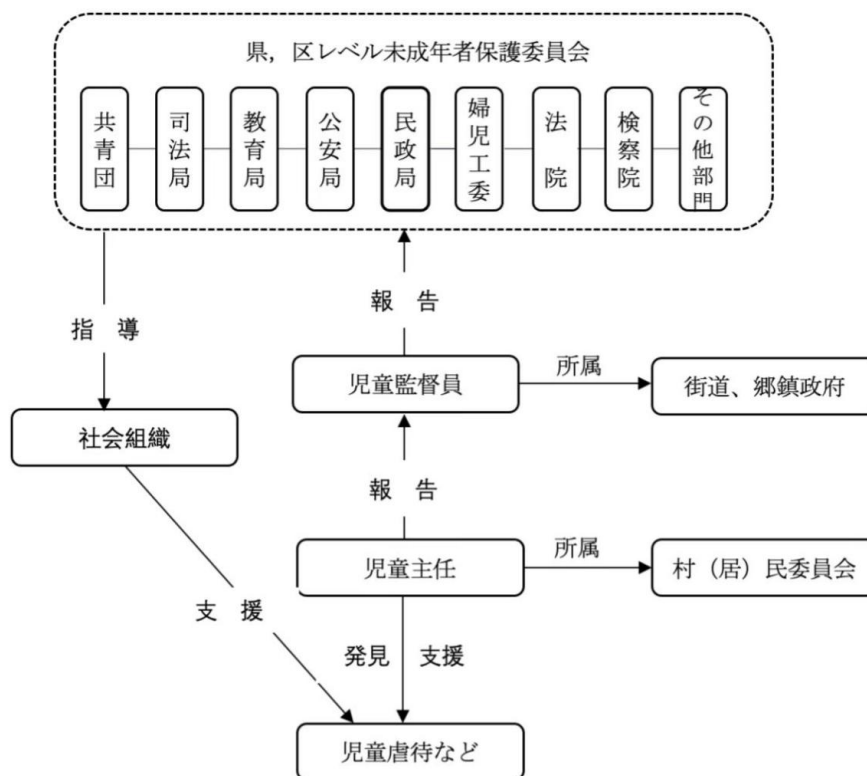 県，区レベル未成年者保護委員会
共青団
司法局
教育局
公安局
民政局
婦児工委
法院
検察院
その他部門
報　告
指　導
児童監督員
所属
街道、郷鎮政府
社会組織
報　告
児童主任
所属
村（居）民委員会
支　援
発見
支援
児童虐待など